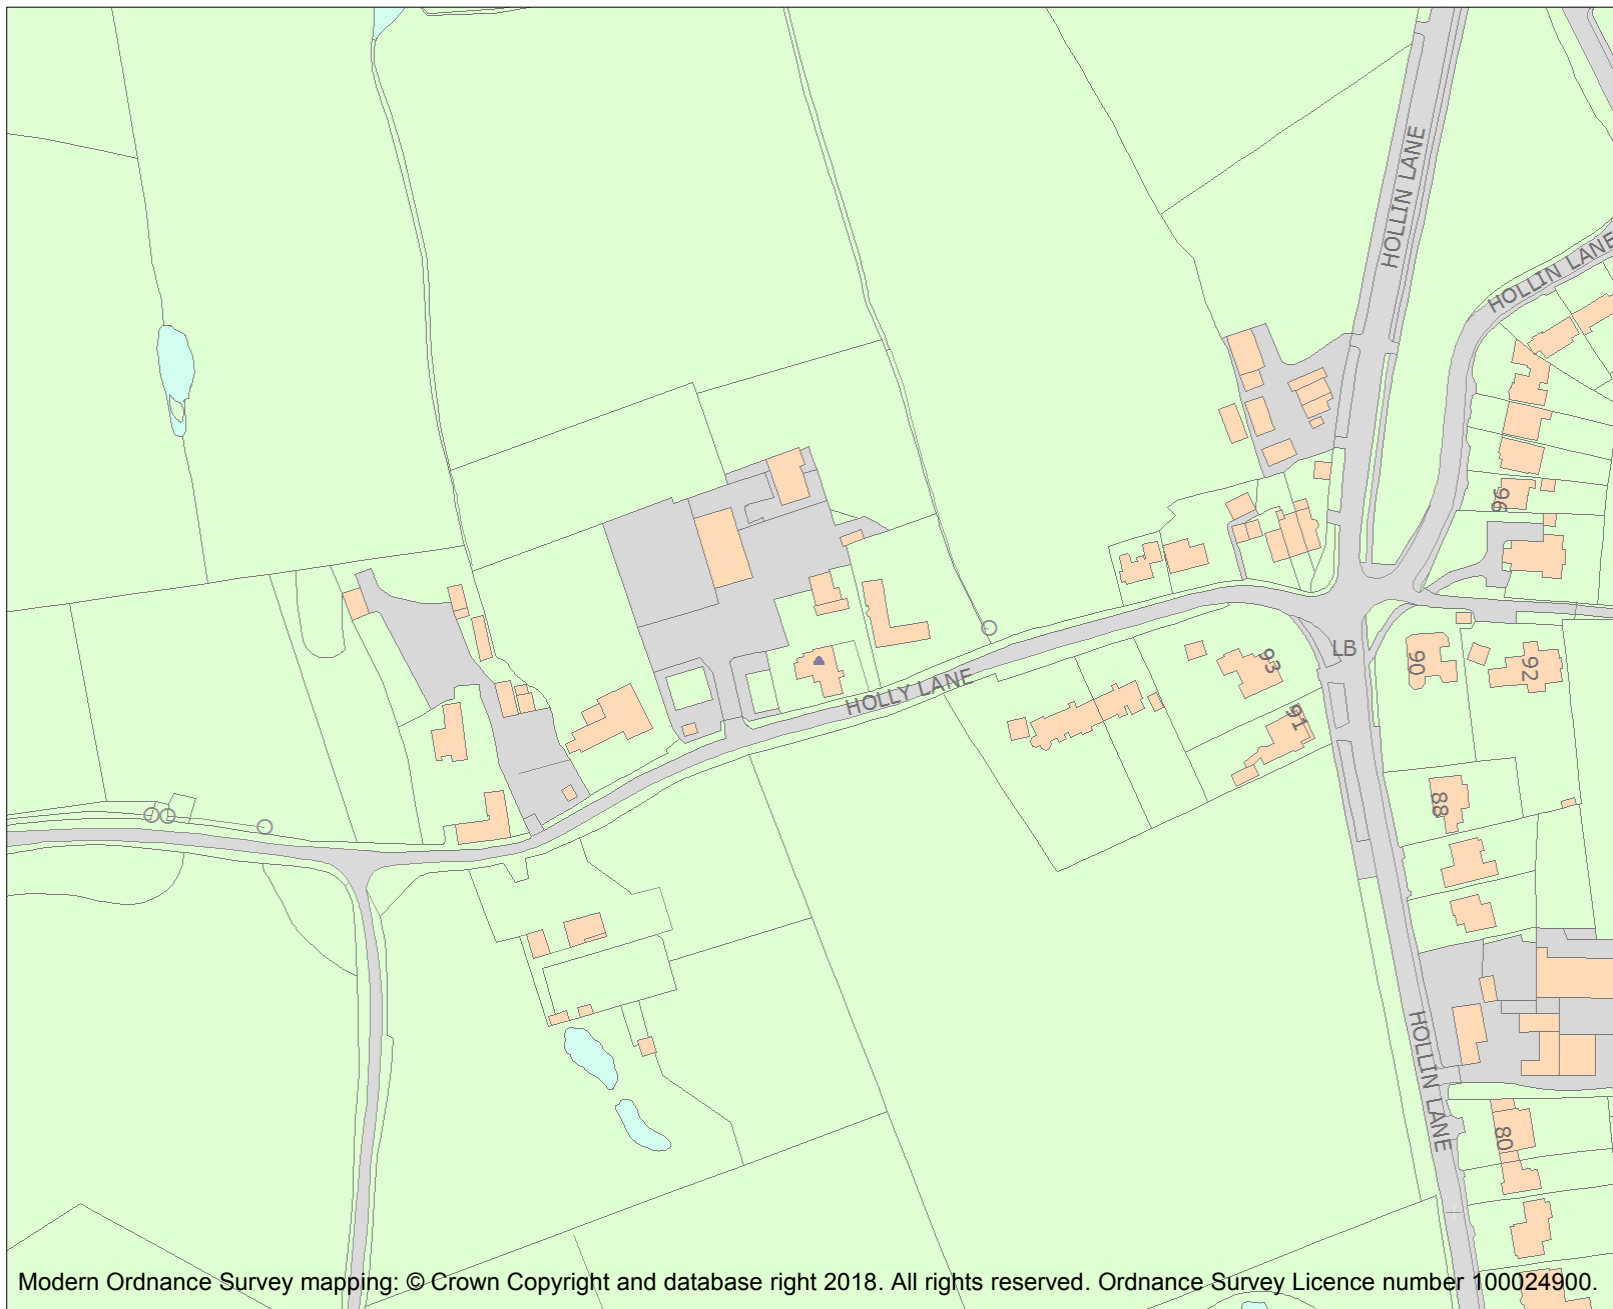 HOLLIN LANE
HOLLIN LANE
96
HOLLY LANE
93
LB
90
92
91
88
HOLLIN LANE
80
Modern Ordnance Survey mapping: © Crown Copyright and database right 2018. All rights reserved. Ordnance Survey Licence number 100024900.